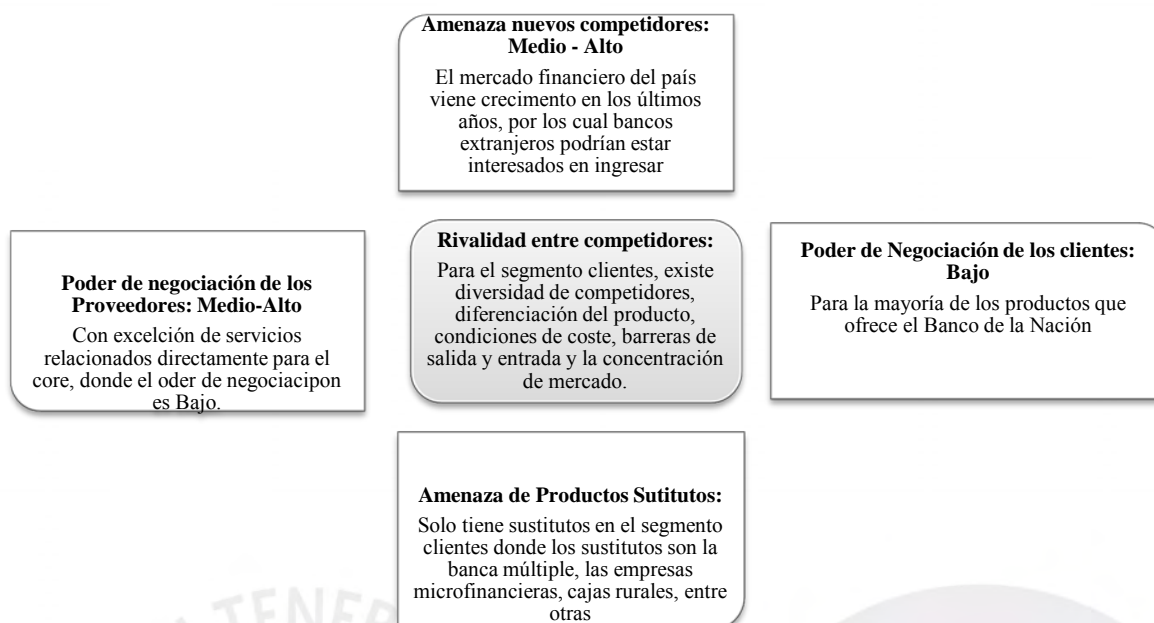 Amenaza nuevos competidores:
Medio - Alto
El mercado financiero del país
viene crecimento en los últimos
años, por los cual bancos
extranjeros podrían estar
interesados en ingresar
Poder de negociación de los
Proveedores: Medio-Alto
Con excelción de servicios
relacionados directamente para el
core, donde el oder de negociacipon
es Bajo.
Rivalidad entre competidores:
Para el segmento clientes, existe
diversidad de competidores,
diferenciación del producto,
condiciones de coste, barreras de
salida y entrada y la concentración
de mercado.
Poder de Negociación de los clientes:
Bajo
Para la mayoría de los productos que
ofrece el Banco de la Nación
Amenaza de Productos Sutitutos:
Solo tiene sustitutos en el segmento
clientes donde los sustitutos son la
banca múltiple, las empresas
microfinancieras, cajas rurales, entre
otras